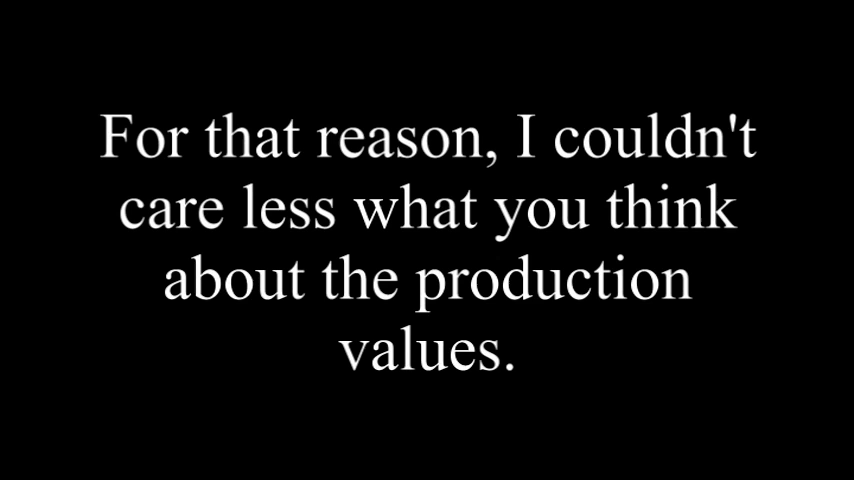 For that reason, I couldn't
care less what you think
about the production
values.